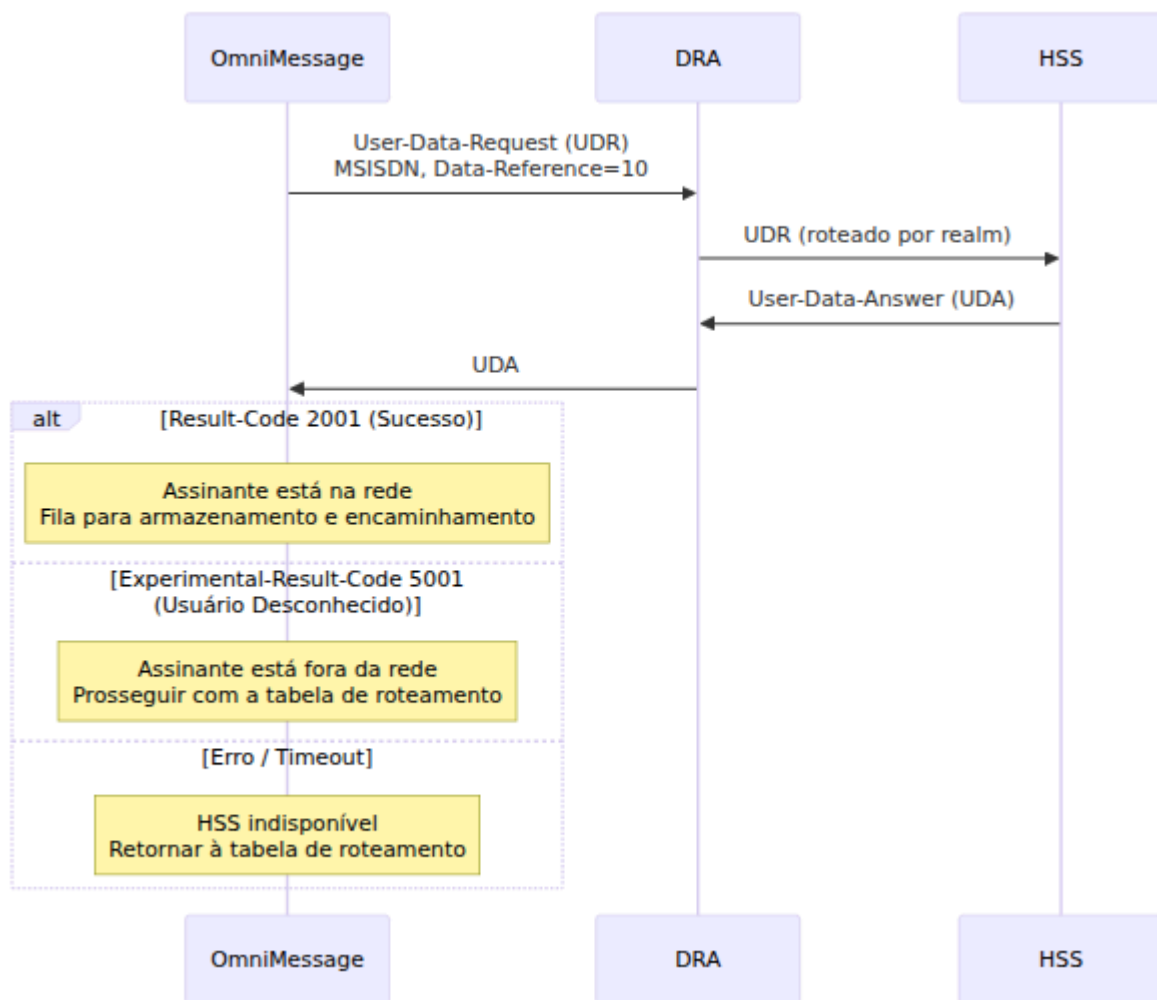 OmniMessage
DRA
HSS
User-Data-Request (UDR)
MSISDN, Data-Reference=10
UDR (roteado por realm)
User-Data-Answer (UDA)
UDA
alt
[Result-Code 2001 (Sucesso)]
Assinante está na rede
Fila para armazenamento e encaminhamento
[Experimental-Result-Code 5001
(Usuário Desconhecido)]
Assinante está fora da rede
Prosseguir com a tabela de roteamento
[Erro / Timeout]
HSS indisponível
Retornar à tabela de roteamento
OmniMessage
DRA
HSS